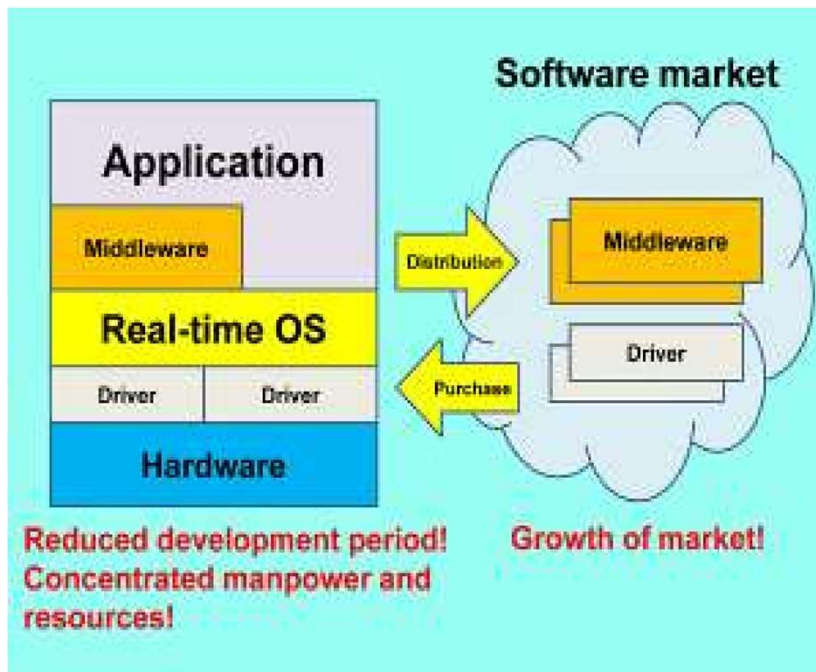 Software market
Application
Middleware
Real-time OS
Driver
Driver
Hardware
Distribution
Purchase
Middleware
Driver
Reduced development period!
Concentrated manpower and
resources!
Growth of market!